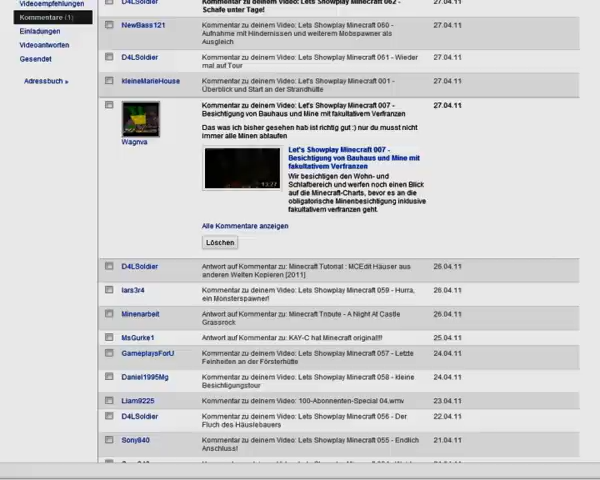 Videoempfehlungen
Kommentare (1)
Einladungen
Videoantworten
Gesendet
Adressbuch »
D4LSoldier
Kommentar zu deinem Video: Lets Showplay Minecraft 062 -
Schafe unter Tage!
27.04.11
NewBass121
Kommentar zu deinem Video: Lets Showplay Minecraft 060 -
Aufnahme mit Hindernissen und weiterem Mobspawner als
Ausgleich
27.04.11
D4LSoldier
Kommentar zu deinem Video: Lets Showplay Minecraft 061 - Wieder
mal auf Tour
27.04.11
kleineMarieHouse
Kommentar zu deinem Video: Let's Showplay Minecraft 001 -
Überblick und Start an der Strandhütte
27.04.11
Wagnva
Kommentar zu deinem Video: Let's Showplay Minecraft 007 -
Besichtigung von Bauhaus und Mine mit fakultativem Verfranzen
27.04.11
Das was ich bisher gesehen hab ist richtig gut :) nur du musst nicht
immer alle Minen ablaufen
13:27
Let's Showplay Minecraft 007 -
Besichtigung von Bauhaus und Mine mit
fakultativem Verfranzen
Wir besichtigen den Wohn- und
Schlafbereich und werfen noch einen Blick
auf die Minecraft-Charts, bevor es an die
obligatorische Minenbesichtigung inklusive
fakultativem verfranzen geht.
Alle Kommentare anzeigen
Löschen
D4LSoldier
Antwort auf Kommentar zu: Minecraft Tutorial : MCEdit Häuser aus
anderen Welten Kopieren [2011]
26.04.11
lars3r4
Kommentar zu deinem Video: Lets Showplay Minecraft 059 - Hurra,
ein Monsterspawner!
26.04.11
Minenarbeit
Antwort auf Kommentar zu: Minecraft Tribute - A Night At Castle
Grassrock
26.04.11
MsGurke1
Antwort auf Kommentar zu: KAY-C hat Minecraft original!!!
25.04.11
GameplaysForU
Kommentar zu deinem Video: Lets Showplay Minecraft 057 - Letzte
Feinheiten an der Försterhütte
24.04.11
Daniel1995Mg
Kommentar zu deinem Video: Lets Showplay Minecraft 058 - kleine
Besichtigungstour
24.04.11
Liam9225
Kommentar zu deinem Video: 100-Abonnenten-Special 04.wmv
23.04.11
D4LSoldier
Kommentar zu deinem Video: Lets Showplay Minecraft 056 - Der
Fluch des Häuslebauers
22.04.11
Sony640
Kommentar zu deinem Video: Lets Showplay Minecraft 055 - Endlich
Anschluss!
21.04.11